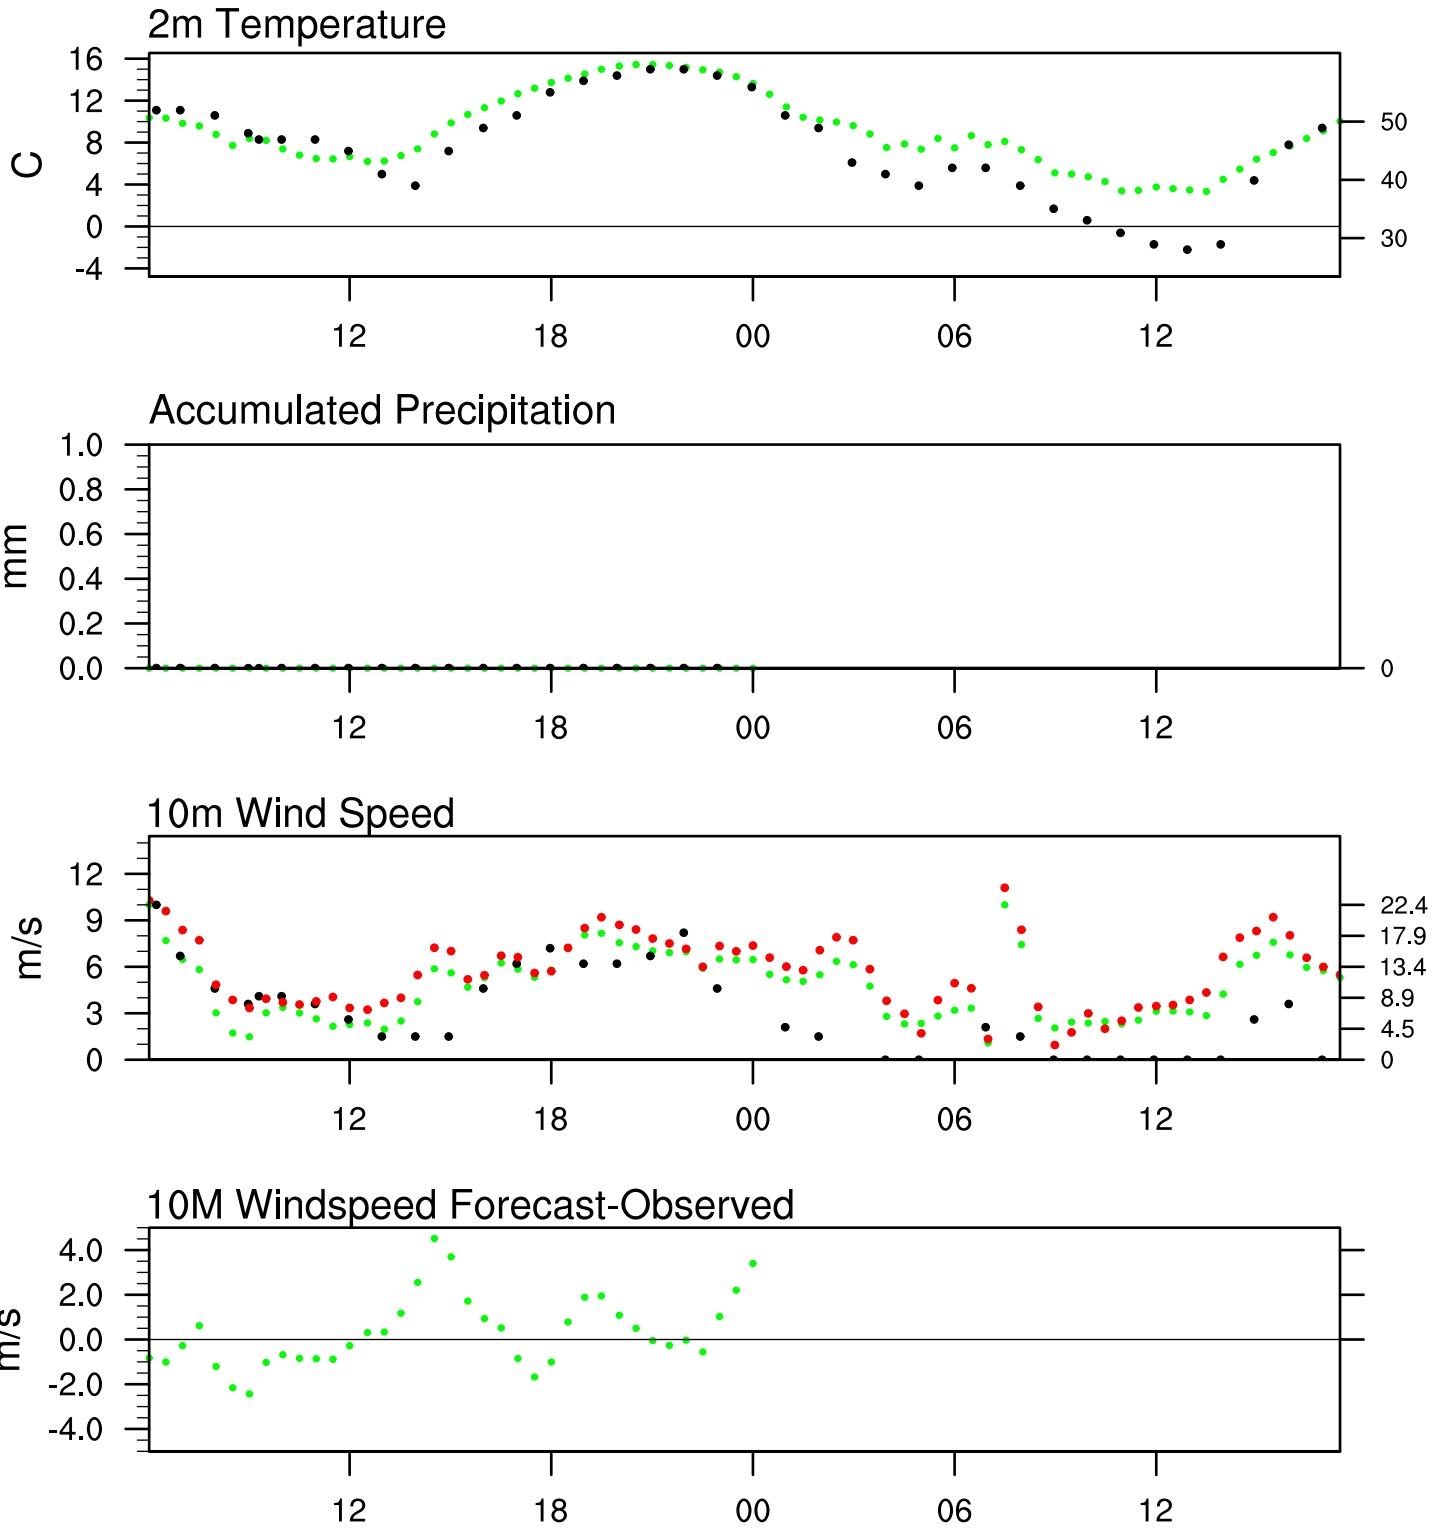 2m Temperature
16
12
8
4
0
-4
C
50
40
30
12 18 00 06 12
Accumulated Precipitation
1.0
0.8
0.6
0.4
0.2
0.0
mm
0
12 18 00 06 12
10m Wind Speed
12
9
6
3
0
m/s
22.4
17.9
13.4
8.9
4.5
0
12 18 00 06 12
10M Windspeed Forecast-Observed
4.0
2.0
0.0
-2.0
-4.0
m/s
12 18 00 06 12